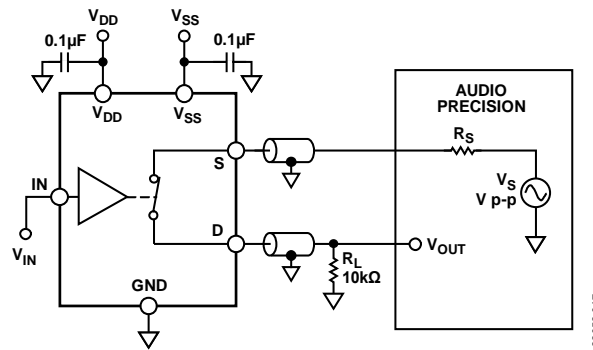 VDD
VSS
0.1µF
0.1µF
VDD
VSS
AUDIO
PRECISION
RS
S
VS
V p-p
IN
D
VOUT
VIN
RL
10kΩ
GND